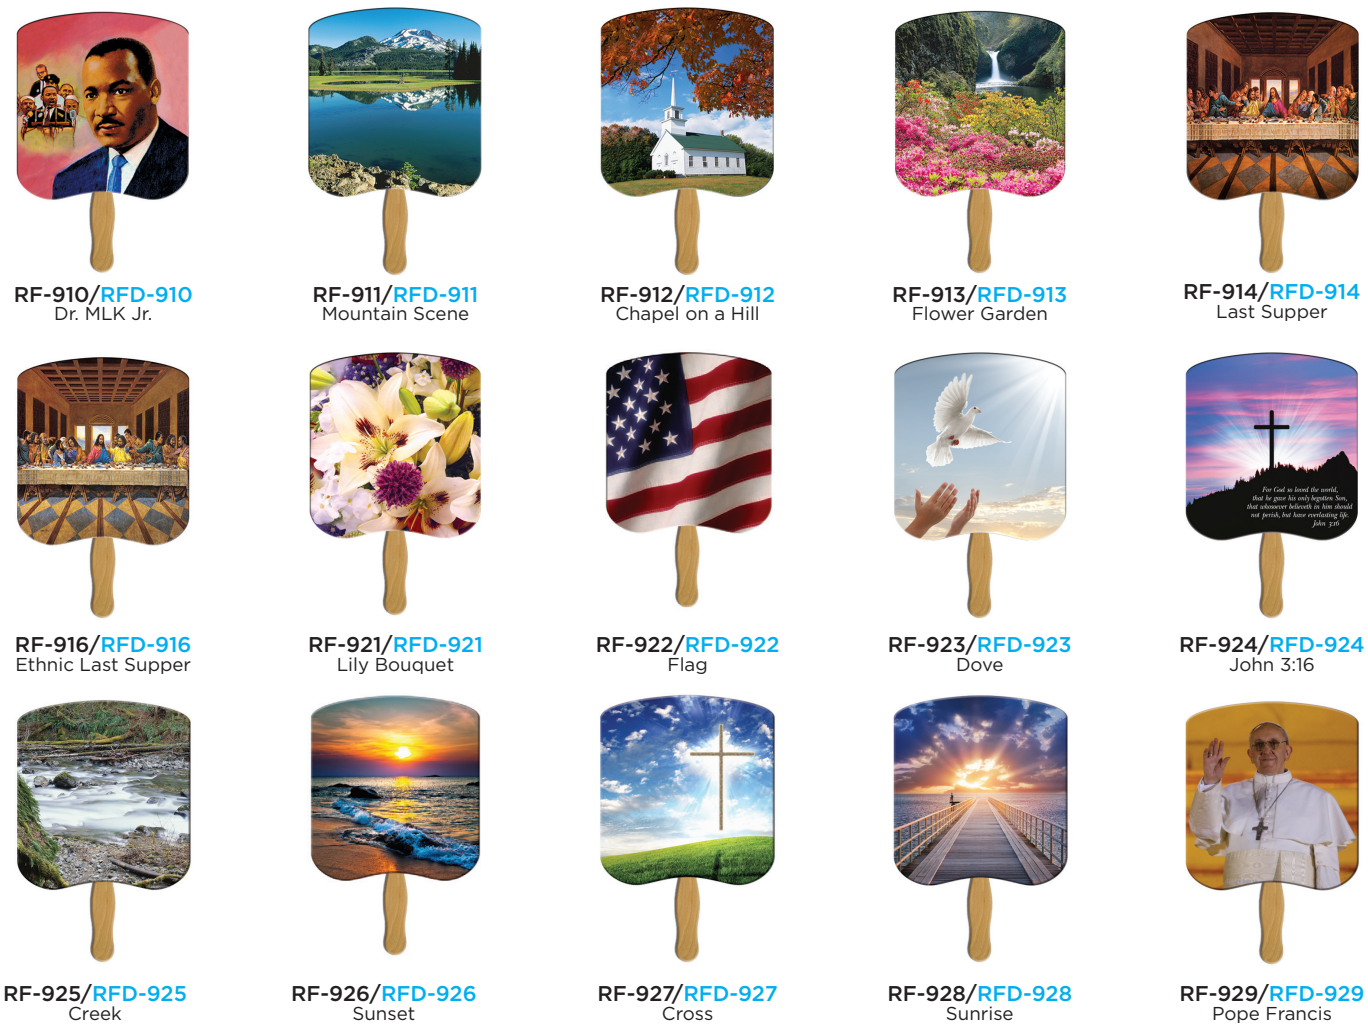 RF-910/RFD-910
Dr. MLK Jr.
RF-911/RFD-911
Mountain Scene
RF-912/RFD-912
Chapel on a Hill
RF-913/RFD-913
Flower Garden
RF-914/RFD-914
Last Supper
For God so loved the world,
that he gave his only begotten Son,
that whosoever believeth in him should
not perish, but have everlasting life.
John 3:16
RF-916/RFD-916
Ethnic Last Supper
RF-921/RFD-921
Lily Bouquet
RF-922/RFD-922
Flag
RF-923/RFD-923
Dove
RF-924/RFD-924
John 3:16
RF-925/RFD-925
Creek
RF-926/RFD-926
Sunset
RF-927/RFD-927
Cross
RF-928/RFD-928
Sunrise
RF-929/RFD-929
Pope Francis